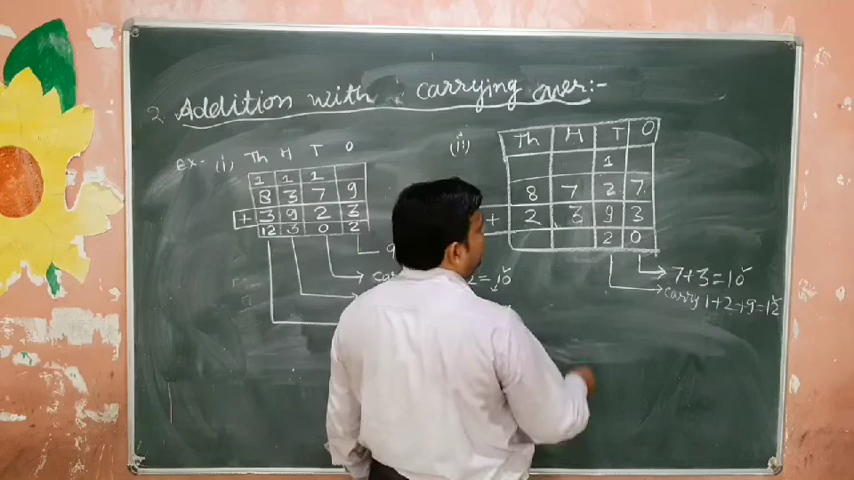 2. Addition with carrying over:-
ex- (i) Th H T O
1 1 1
8 3 7 9
+ 3 9 2 3
12 3 0 2
(ii) Th H T O
1
8 7 2 7
+ 2 3 9 3
2 0
7+3=10
carry 1+2+9=12